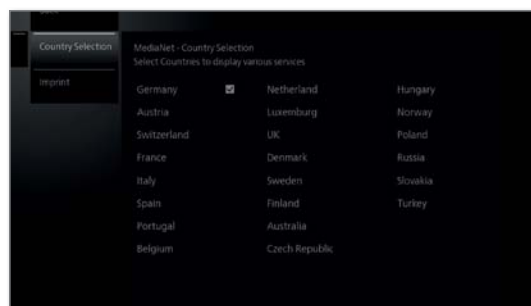 Country Selection
Imprint
MediaNet - Country Selection
Select Countries to display various services
Germany Netherland Hungary
Austria Luxemburg Norway
Switzerland UK Poland
France Denmark Russia
Italy Sweden Slovakia
Spain Finland Turkey
Portugal Australia
Belgium Czech Republic